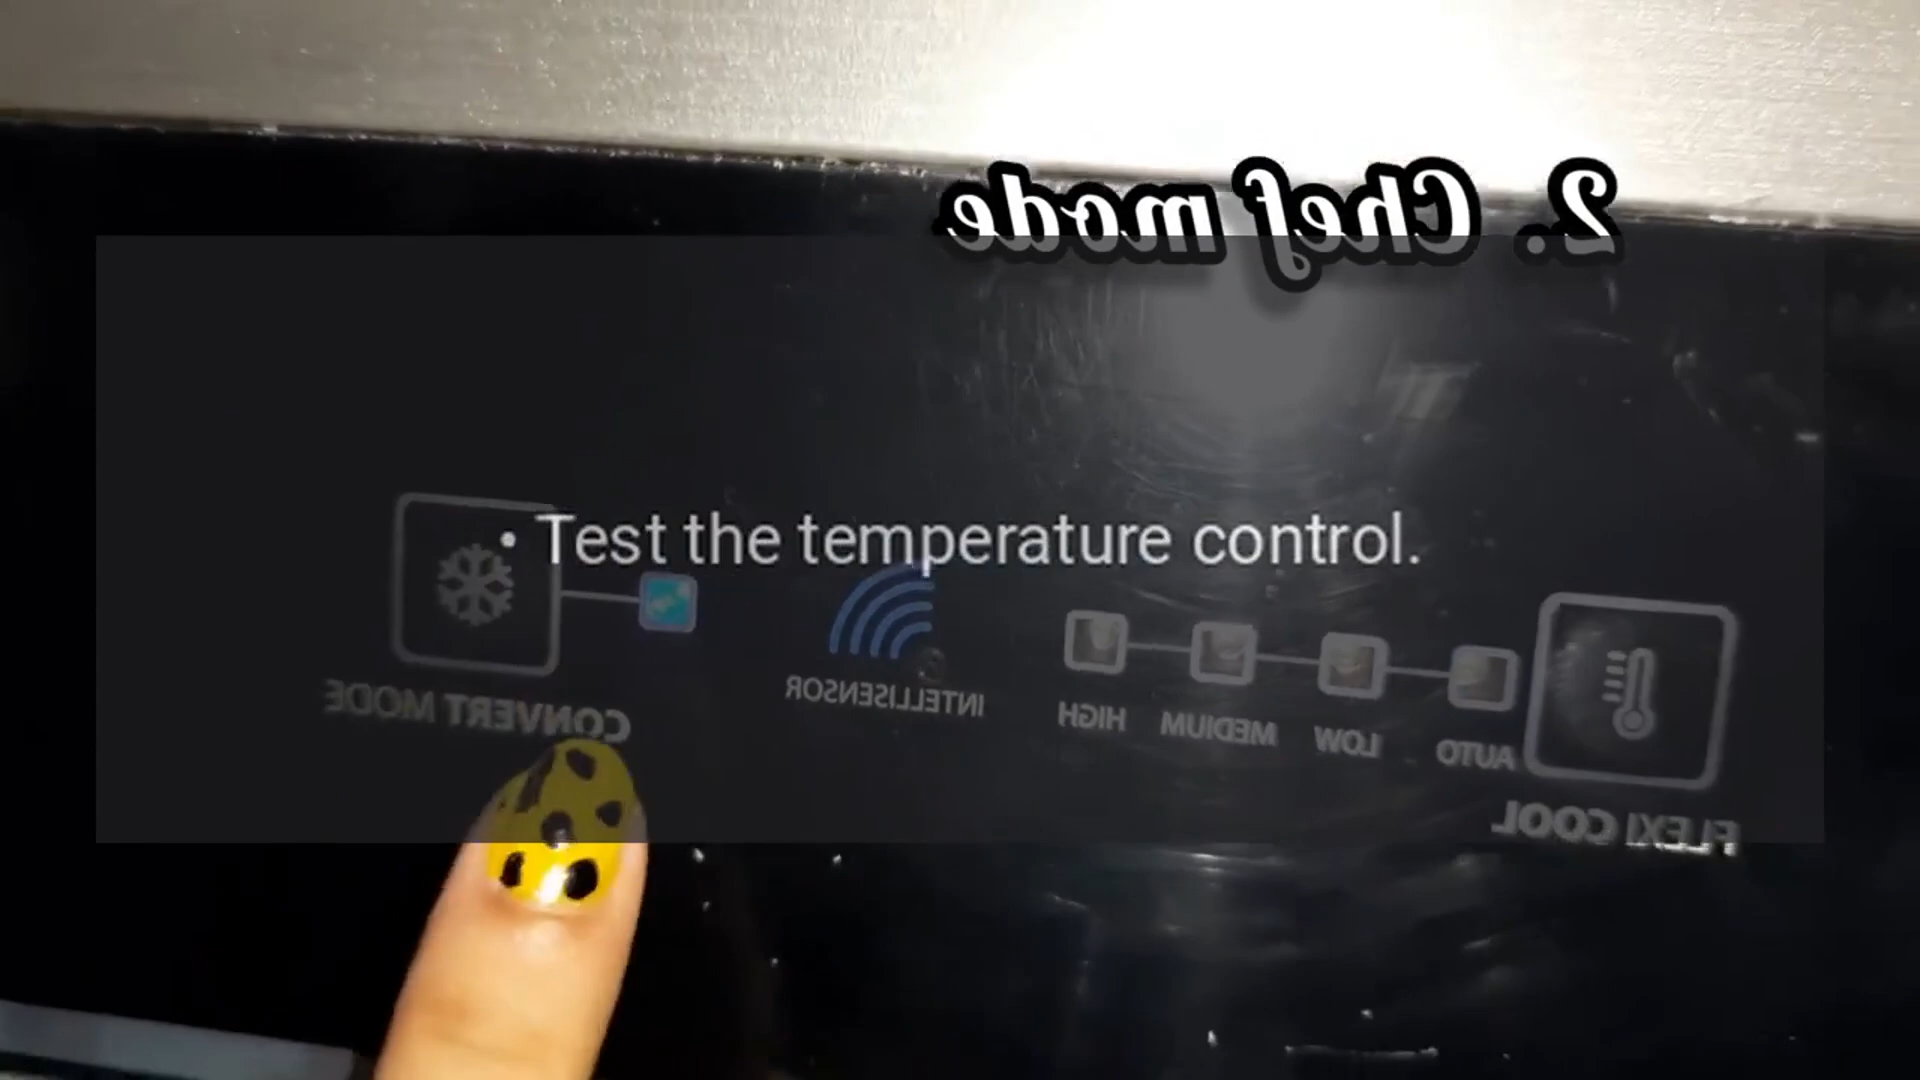 2. Chef mode
• Test the temperature control.
CONVERT MODE
INTELLISENSOR
HIGH
MEDIUM
LOW
AUTO
FLEXI COOL